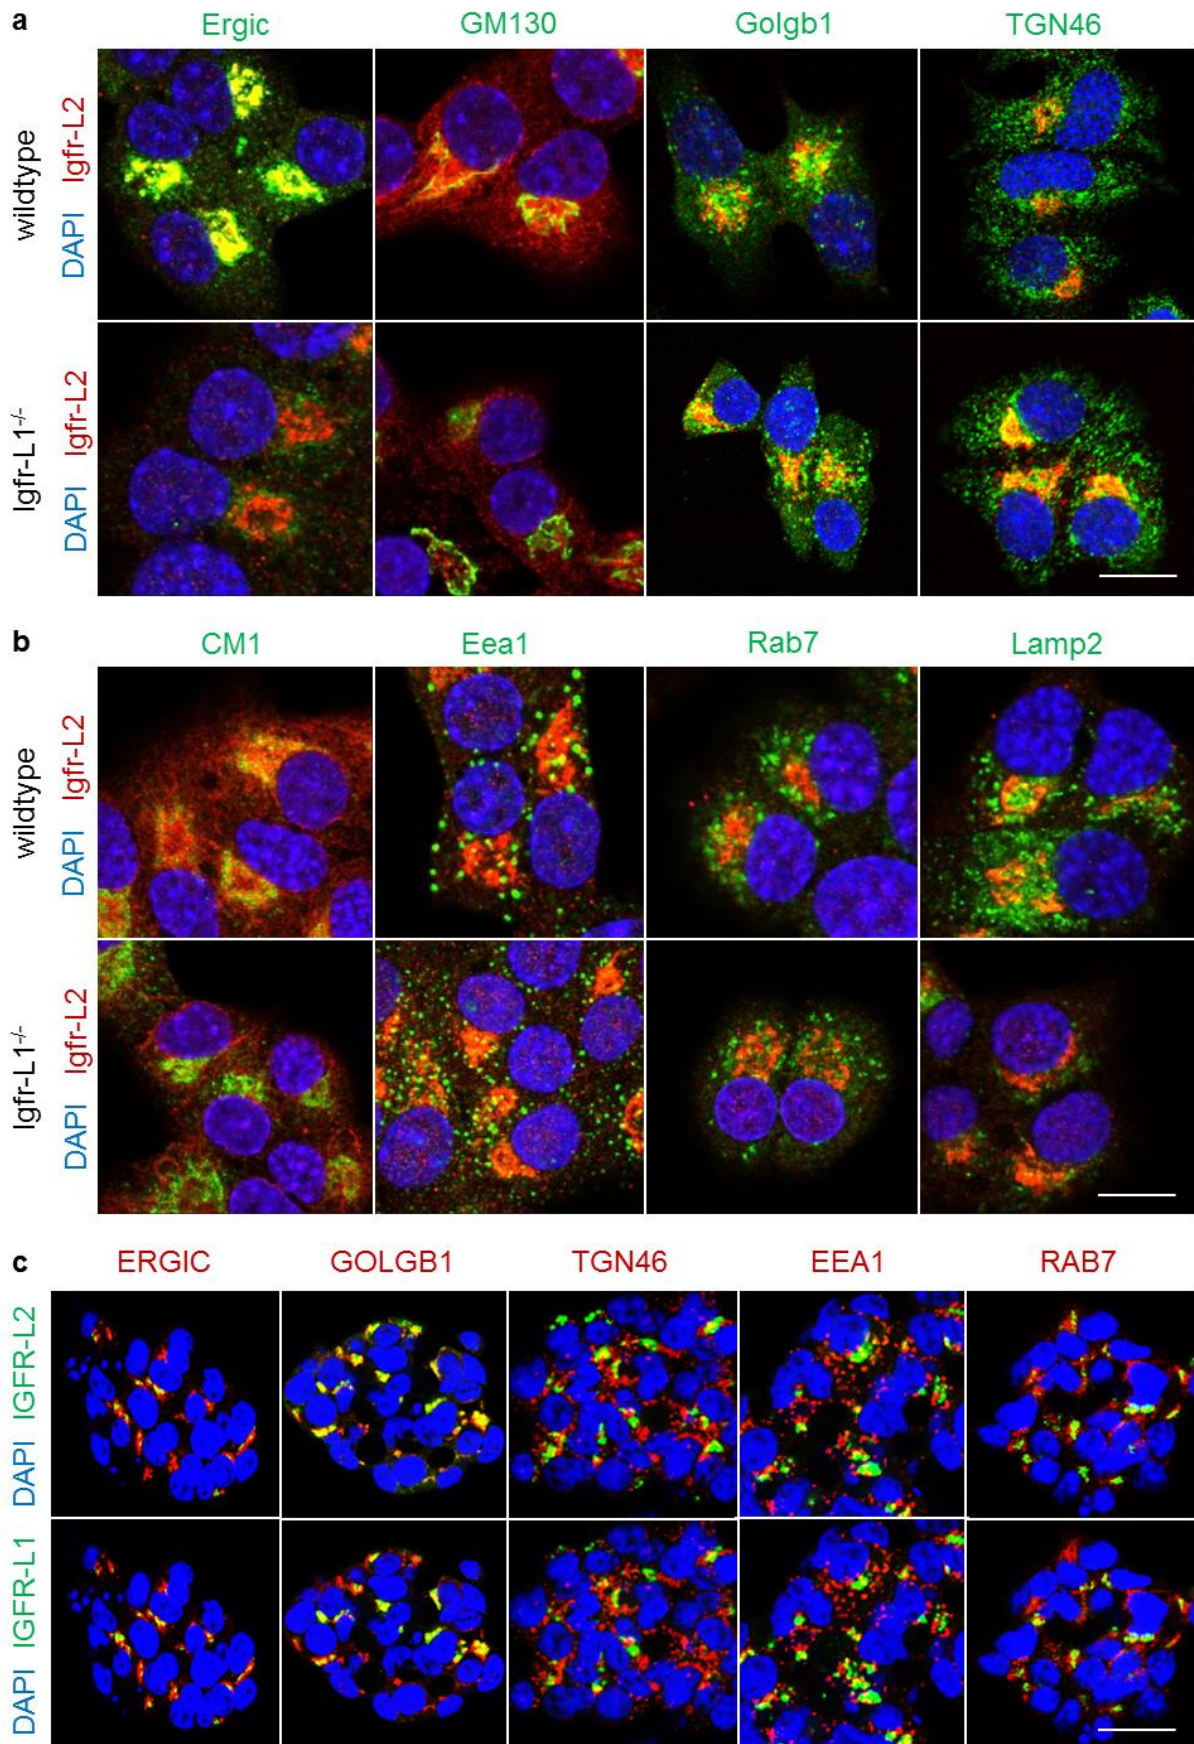 a
Ergic GM130 Golgb1 TGN46
wildtype
DAPI Igfr-L2
Igfr-L1-/-
DAPI Igfr-L2
b
CM1 Eea1 Rab7 Lamp2
wildtype
DAPI Igfr-L2
Igfr-L1-/-
DAPI Igfr-L2
c
ERGIC GOLGB1 TGN46 EEA1 RAB7
DAPI IGFR-L2
DAPI IGFR-L1